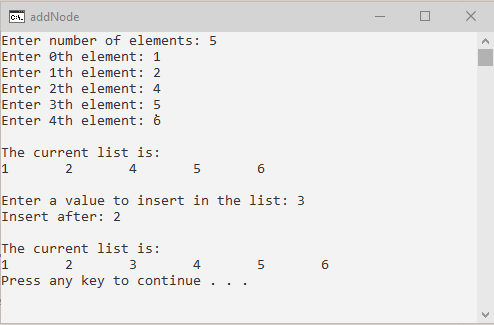 addNode
Enter number of elements: 5
Enter 0th element: 1
Enter 1th element: 2
Enter 2th element: 4
Enter 3th element: 5
Enter 4th element: 6
The current list is:
1 2 4 5 6
Enter a value to insert in the list: 3
Insert after: 2
The current list is:
1 2 3 4 5 6
Press any key to continue . . .